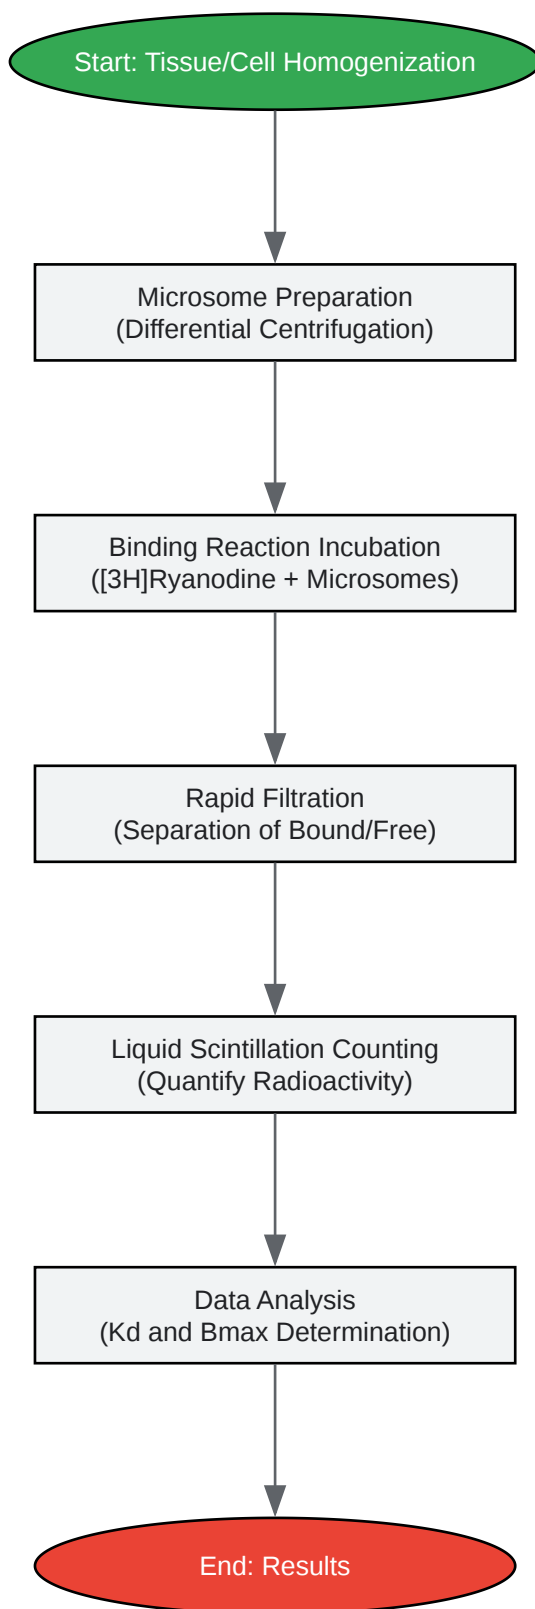 Start: Tissue/Cell Homogenization
Microsome Preparation
(Differential Centrifugation)
Binding Reaction Incubation
([3H]Ryanodine + Microsomes)
Rapid Filtration
(Separation of Bound/Free)
Liquid Scintillation Counting
(Quantify Radioactivity)
Data Analysis
(Kd and Bmax Determination)
End: Results